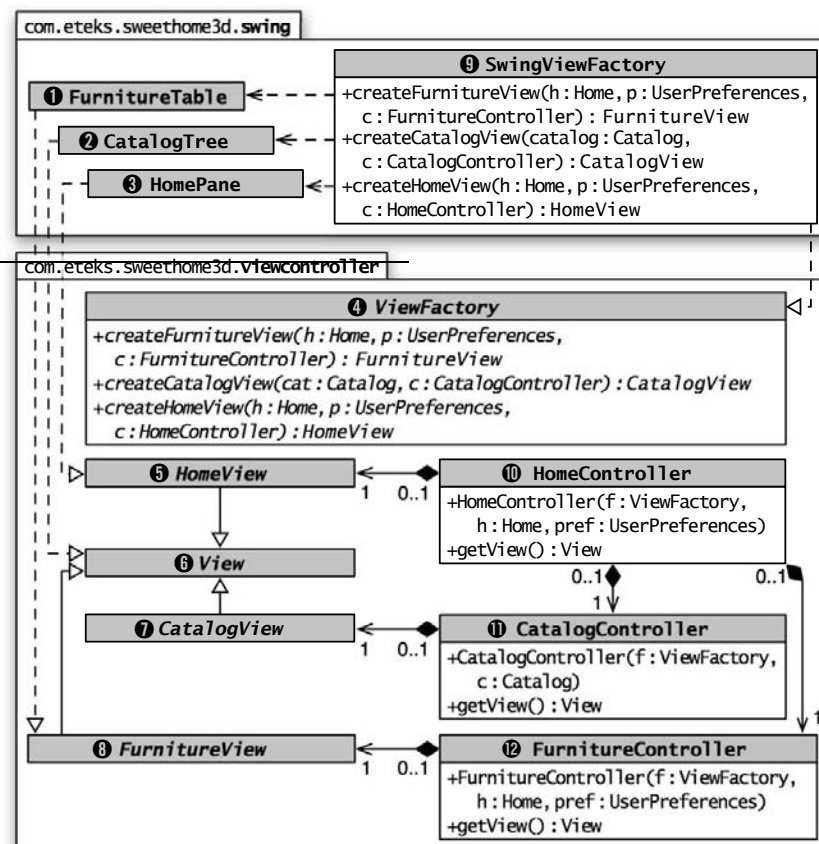 com.eteks.sweethome3d.swing
❾ SwingViewFactory
+createFurnitureView(h:Home,p:UserPreferences,
c:FurnitureController):FurnitureView
+createCatalogView(catalog:Catalog,
c:CatalogController):CatalogView
+createHomeView(h:Home,p:UserPreferences,
c:HomeController):HomeView
❶ FurnitureTable
❷ CatalogTree
❸ HomePane
com.eteks.sweethome3d.viewcontroller
❹ ViewFactory
+createFurnitureView(h:Home,p:UserPreferences,
c:FurnitureController):FurnitureView
+createCatalogView(cat:Catalog,c:CatalogController):CatalogView
+createHomeView(h:Home,p:UserPreferences,
c:HomeController):HomeView
❺ HomeView
1 0..1
❿ HomeController
+HomeController(f:ViewFactory,
h:Home,pref:UserPreferences)
+getView():View
❻ View
0..1 0..1
1
❼ CatalogView
1 0..1
⓫ CatalogController
+CatalogController(f:ViewFactory,
c:Catalog)
+getView():View
1
❽ FurnitureView
1 0..1
⓬ FurnitureController
+FurnitureController(f:ViewFactory,
h:Home,pref:UserPreferences)
+getView():View